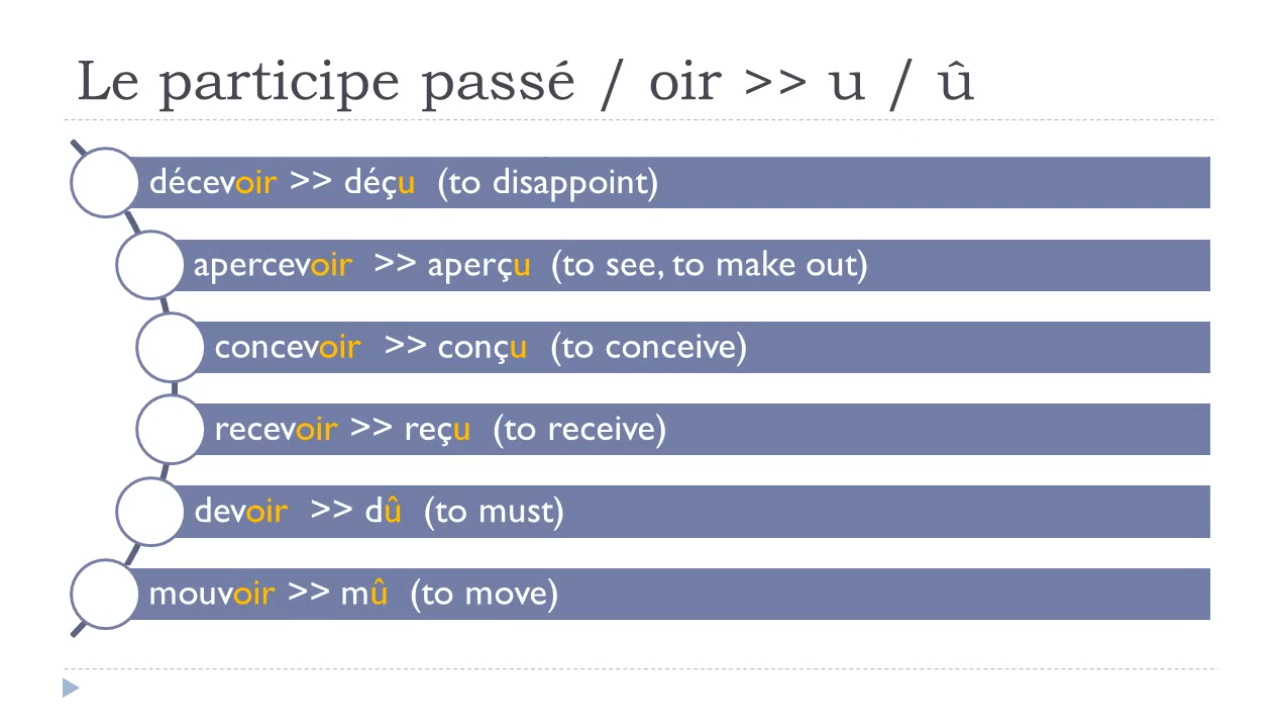 Le participe passé / oir >> u / û
décevoir >> déçu (to disappoint)
apercevoir >> aperçu (to see, to make out)
concevoir >> conçu (to conceive)
recevoir >> reçu (to receive)
devoir >> dû (to must)
mouvoir >> mû (to move)